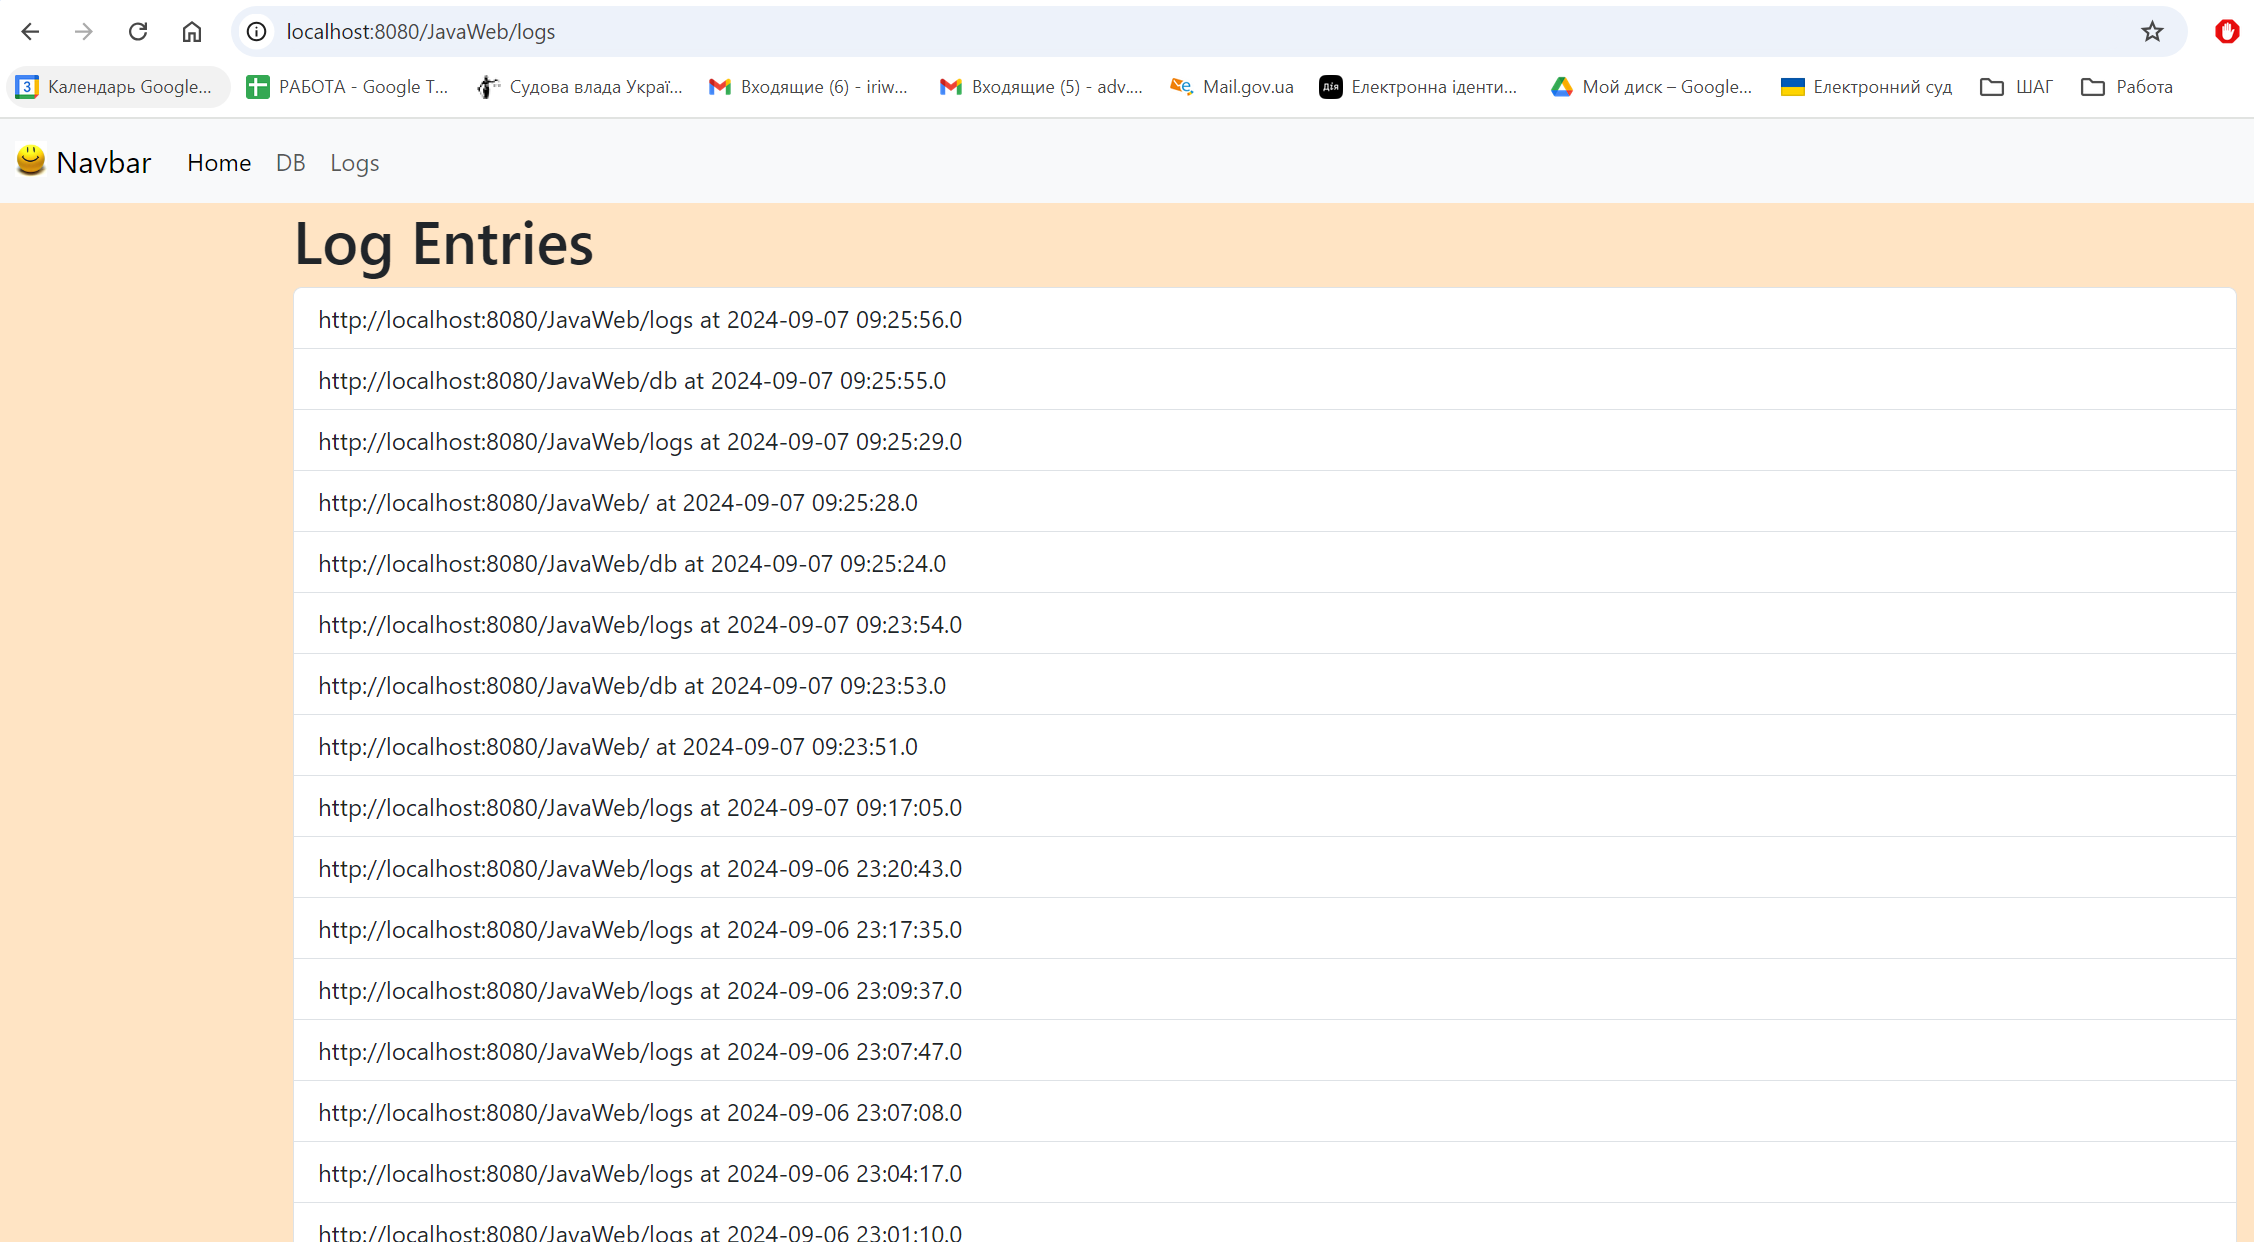 localhost:8080/JavaWeb/logs
3 Календарь Google... РАБОТА - Google Т... Судова влада Украї... Входящие (6) - iriw... Входящие (5) - adv.... Mail.gov.ua Дія Електронна іденти... Мой диск – Google... Електронний суд ШАГ Работа
Navbar Home DB Logs
Log Entries
http://localhost:8080/JavaWeb/logs at 2024-09-07 09:25:56.0
http://localhost:8080/JavaWeb/db at 2024-09-07 09:25:55.0
http://localhost:8080/JavaWeb/logs at 2024-09-07 09:25:29.0
http://localhost:8080/JavaWeb/ at 2024-09-07 09:25:28.0
http://localhost:8080/JavaWeb/db at 2024-09-07 09:25:24.0
http://localhost:8080/JavaWeb/logs at 2024-09-07 09:23:54.0
http://localhost:8080/JavaWeb/db at 2024-09-07 09:23:53.0
http://localhost:8080/JavaWeb/ at 2024-09-07 09:23:51.0
http://localhost:8080/JavaWeb/logs at 2024-09-07 09:17:05.0
http://localhost:8080/JavaWeb/logs at 2024-09-06 23:20:43.0
http://localhost:8080/JavaWeb/logs at 2024-09-06 23:17:35.0
http://localhost:8080/JavaWeb/logs at 2024-09-06 23:09:37.0
http://localhost:8080/JavaWeb/logs at 2024-09-06 23:07:47.0
http://localhost:8080/JavaWeb/logs at 2024-09-06 23:07:08.0
http://localhost:8080/JavaWeb/logs at 2024-09-06 23:04:17.0
http://localhost:8080/JavaWeb/logs at 2024-09-06 23:01:10.0